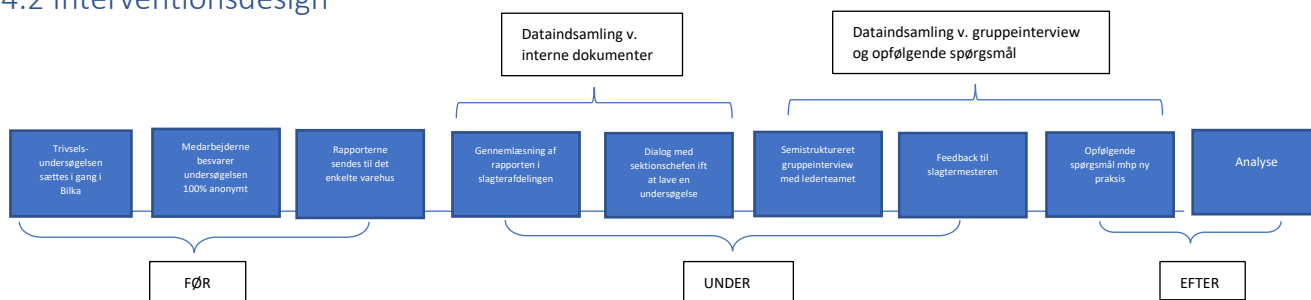 4.2 Interventionsdesign
Dataindsamling v.
interne dokumenter
Dataindsamling v. gruppeinterview
og opfølgende spørgsmål
Trivsels-
undersøgelsen
sættes i gang i
Bilka
Medarbejderne
besvarer
undersøgelsen
100% anonymt
Rapporterne
sendes til det
enkelte varehus
Gennemlæsning af
rapporten i
slagterafdelingen
Dialog med
sektionschefen ift
at lave en
undersøgelse
Semistruktureret
gruppeinterview
med lederteamet
Feedback til
slagtermesteren
Opfølgende
spørgsmål mhp ny
praksis
Analyse
FØR
UNDER
EFTER